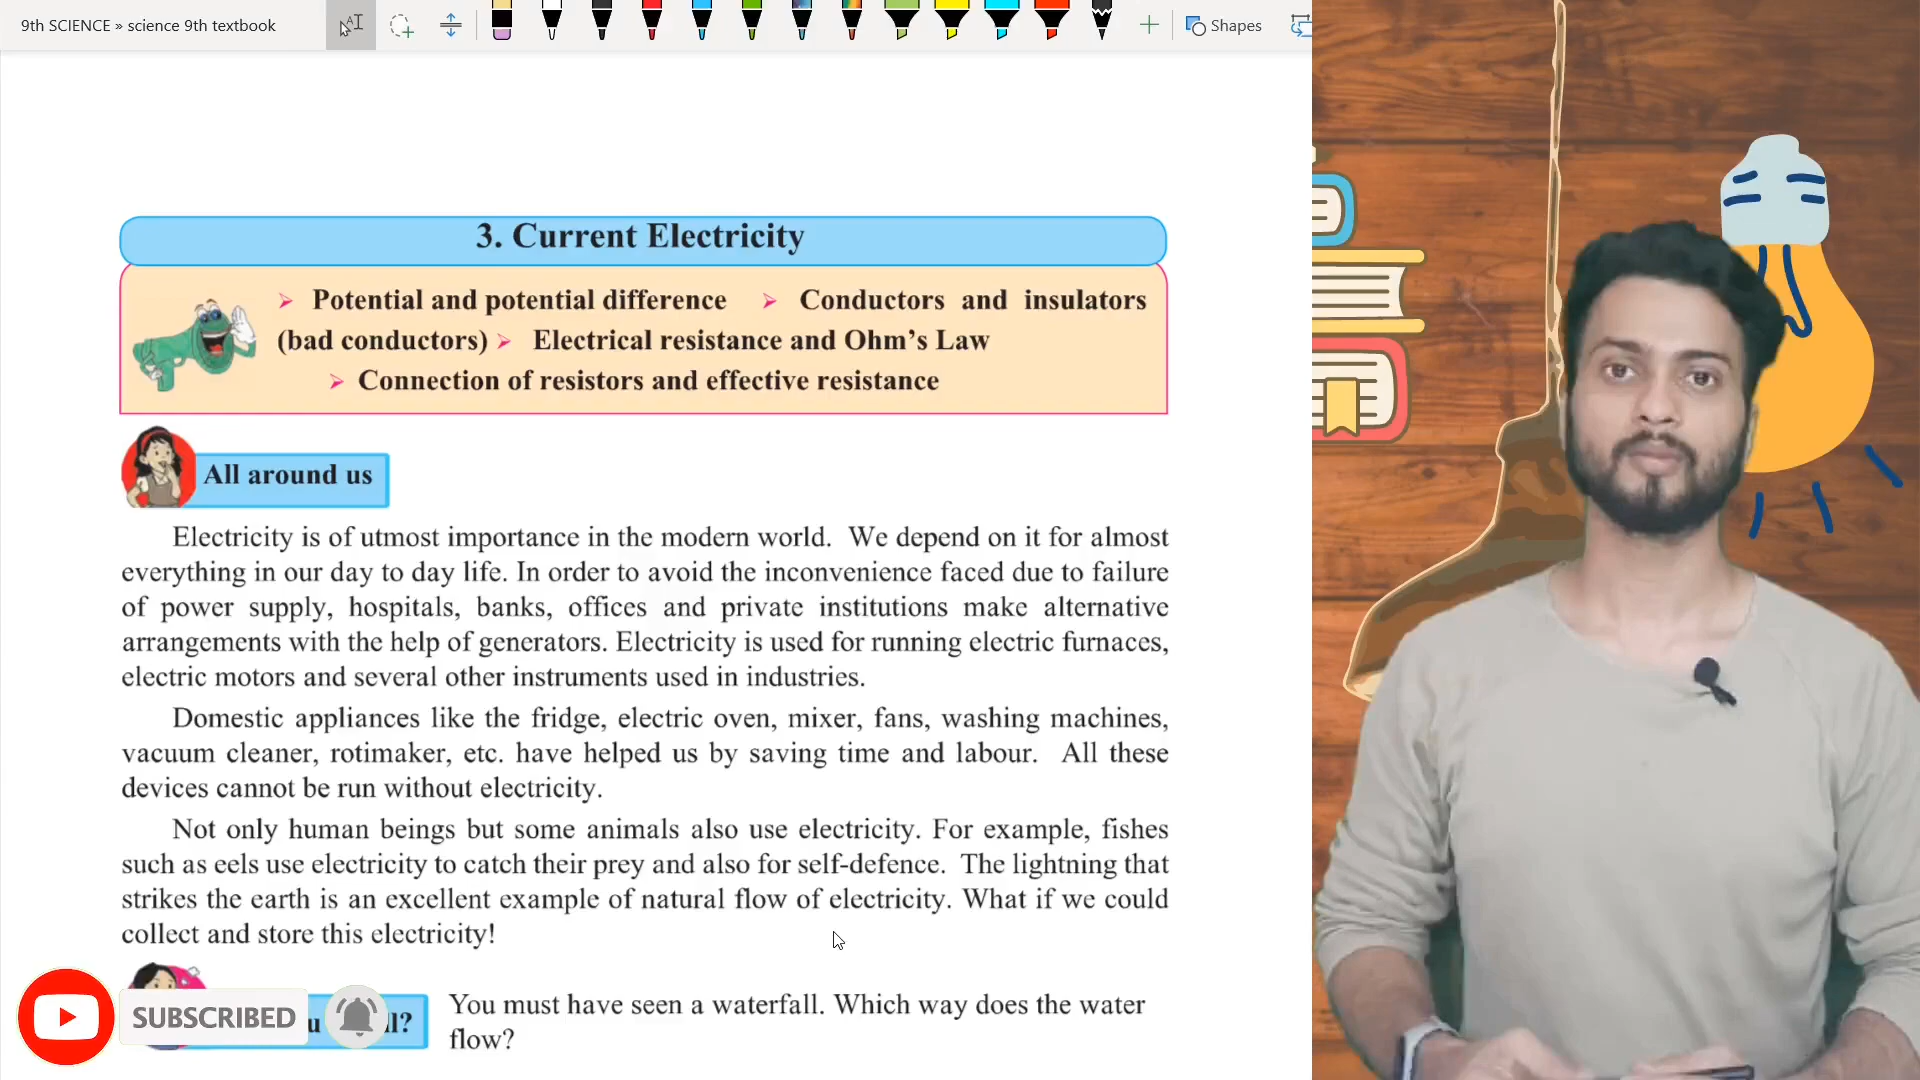 9th SCIENCE » science 9th textbook
Shapes
3. Current Electricity
➢ Potential and potential difference ➢ Conductors and insulators
(bad conductors) ➢ Electrical resistance and Ohm's Law
➢ Connection of resistors and effective resistance
All around us
Electricity is of utmost importance in the modern world. We depend on it for almost
everything in our day to day life. In order to avoid the inconvenience faced due to failure
of power supply, hospitals, banks, offices and private institutions make alternative
arrangements with the help of generators. Electricity is used for running electric furnaces,
electric motors and several other instruments used in industries.
Domestic appliances like the fridge, electric oven, mixer, fans, washing machines,
vacuum cleaner, rotimaker, etc. have helped us by saving time and labour. All these
devices cannot be run without electricity.
Not only human beings but some animals also use electricity. For example, fishes
such as eels use electricity to catch their prey and also for self-defence. The lightning that
strikes the earth is an excellent example of natural flow of electricity. What if we could
collect and store this electricity!
SUBSCRIBED
You must have seen a waterfall. Which way does the water
flow?